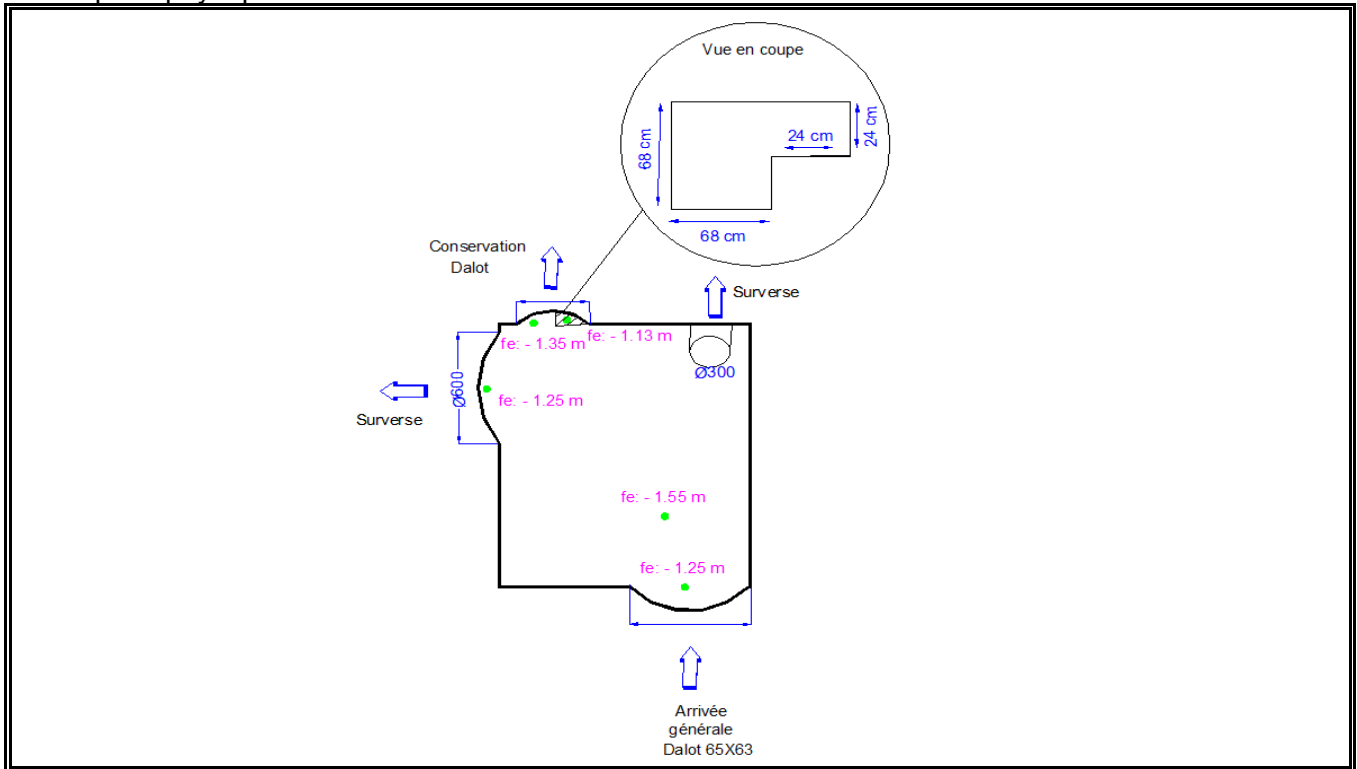 Vue en coupe
68 cm
24 cm
24 cm
68 cm
Conservation
Dalot
Surverse
fe: - 1.35 m
fe: - 1.13 m
Ø300
Ø600
fe: - 1.25 m
Surverse
fe: - 1.55 m
fe: - 1.25 m
Arrivée
générale
Dalot 65X63